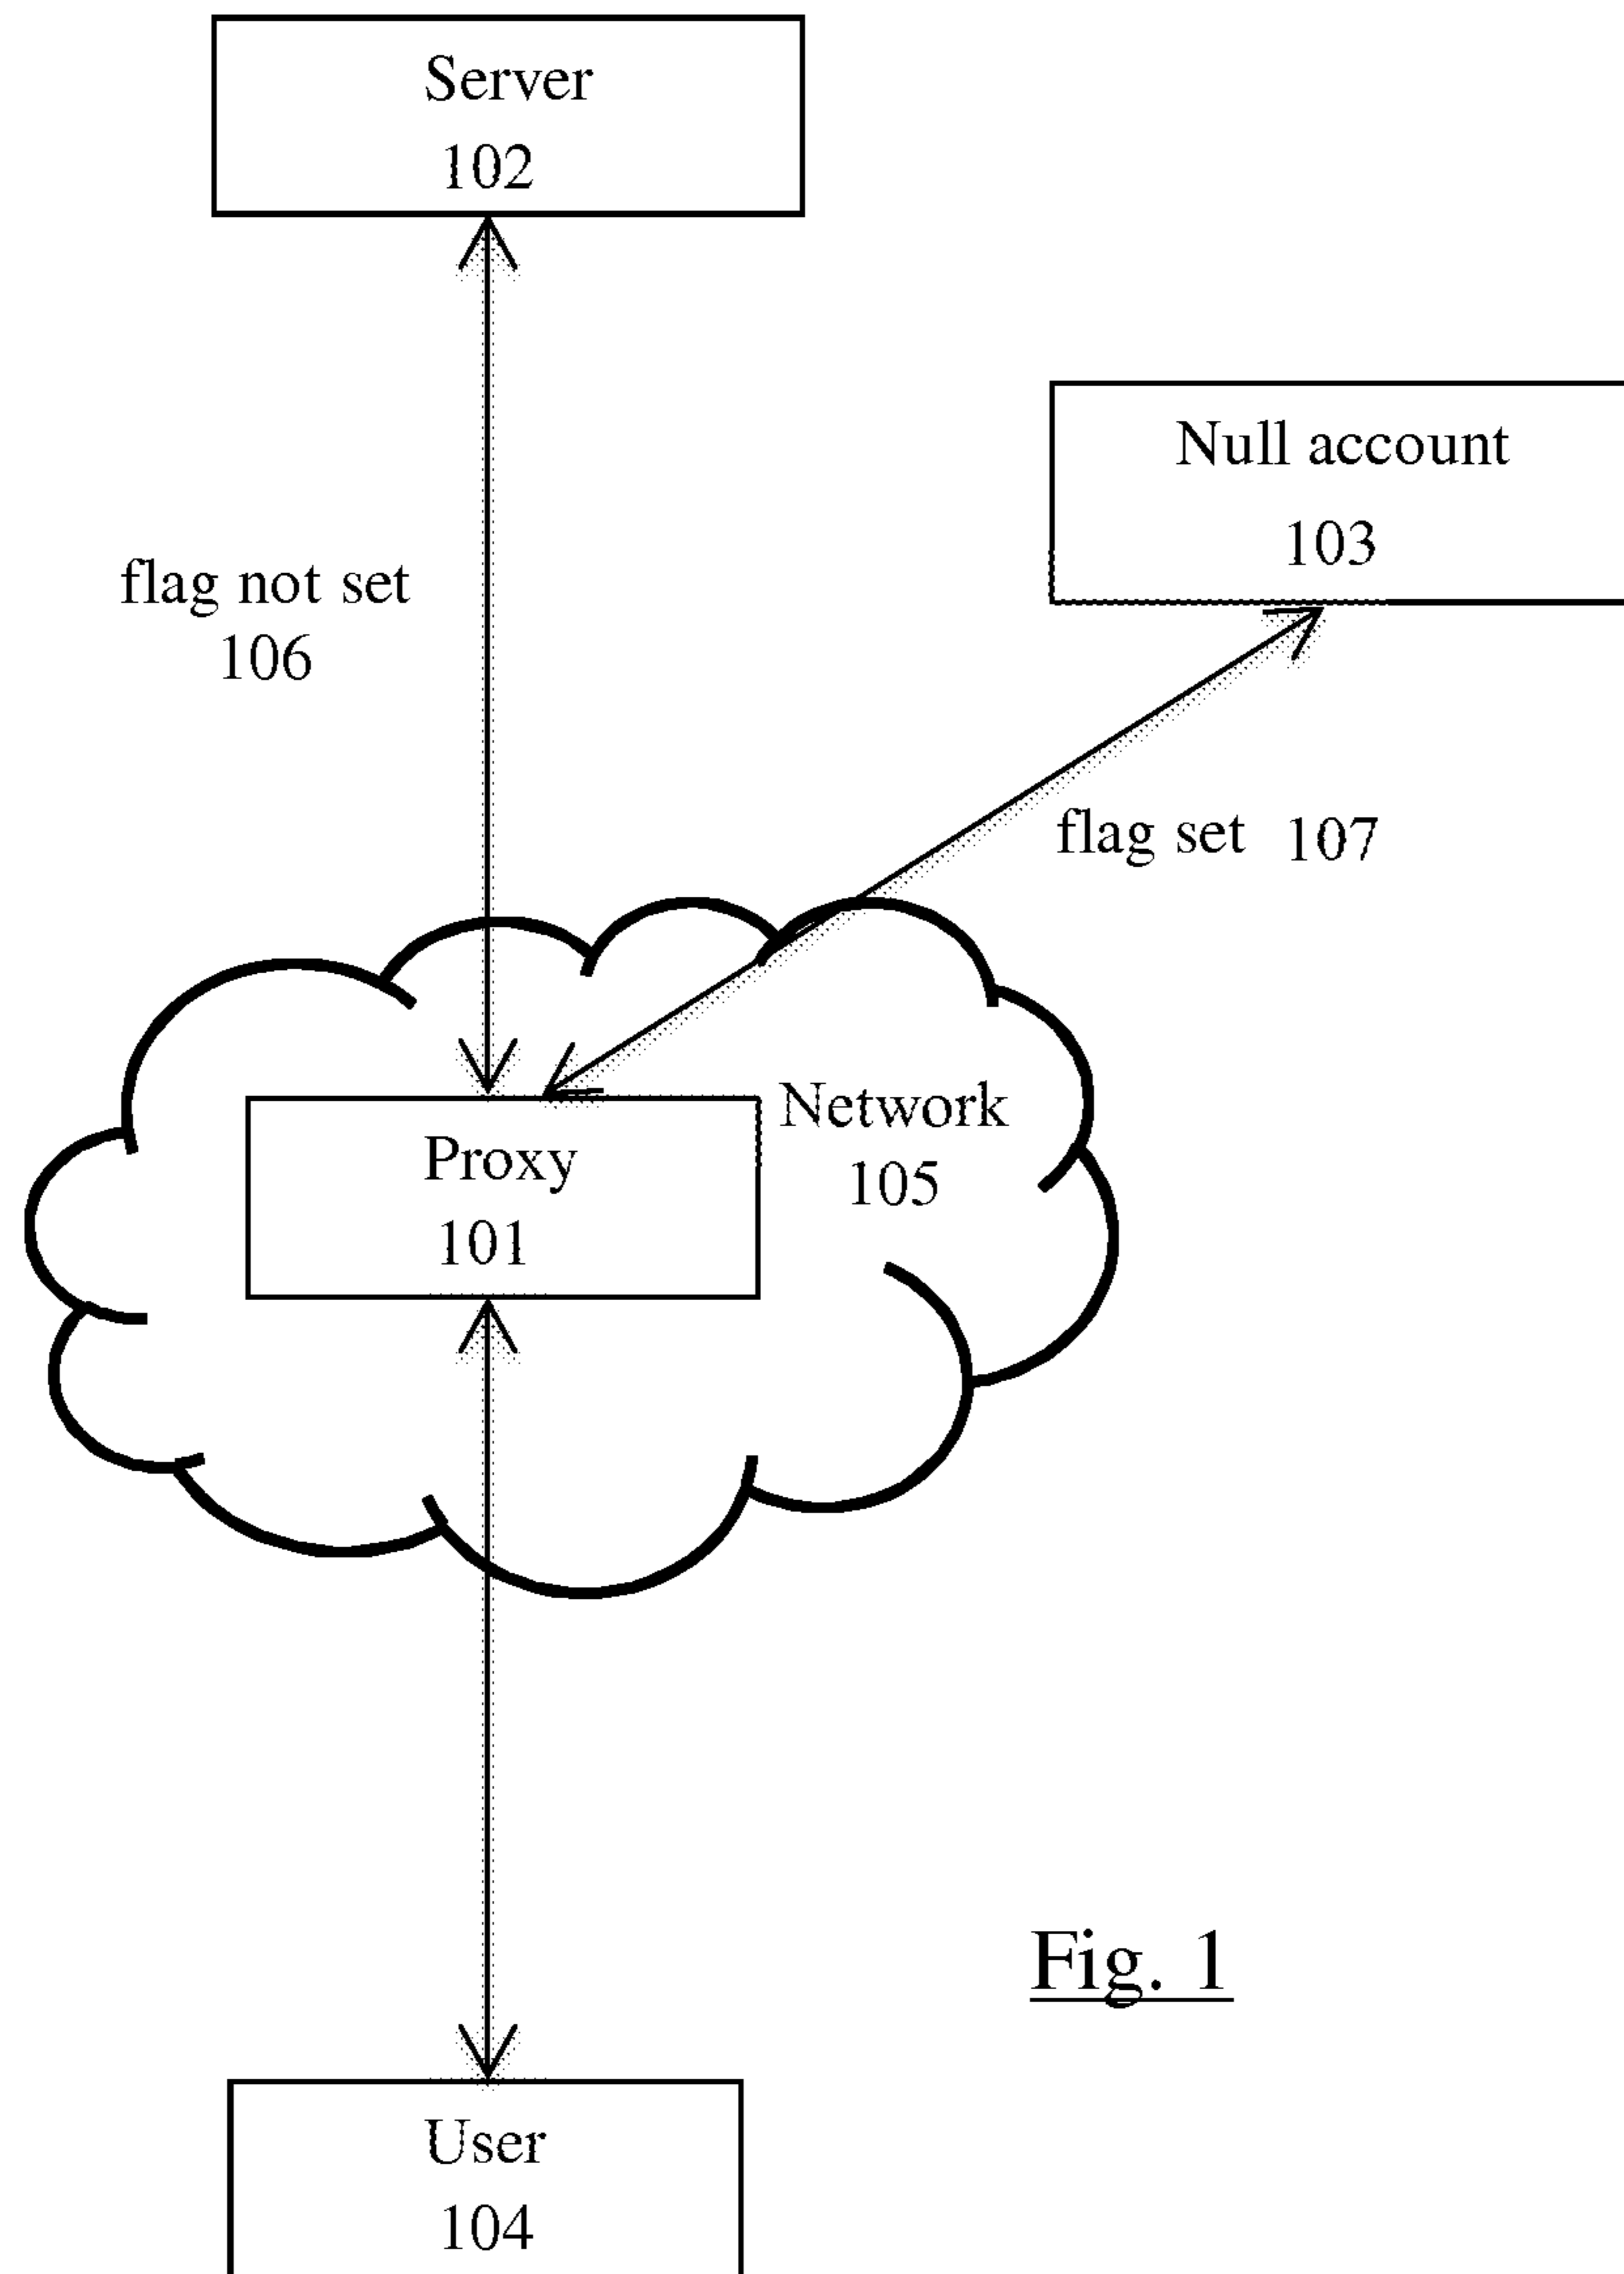 Server
102
Null account
103
flag not set
106
flag set 107
Network
105
Proxy
101
Fig. 1
User
104